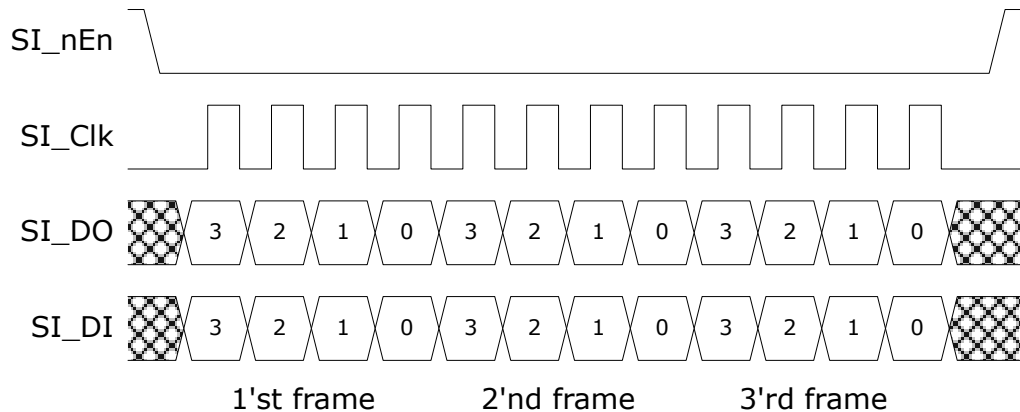 SI_nEn
SI_Clk
SI_DO 3 2 1 0 3 2 1 0 3 2 1 0
SI_DI 3 2 1 0 3 2 1 0 3 2 1 0
1'st frame 2'nd frame 3'rd frame